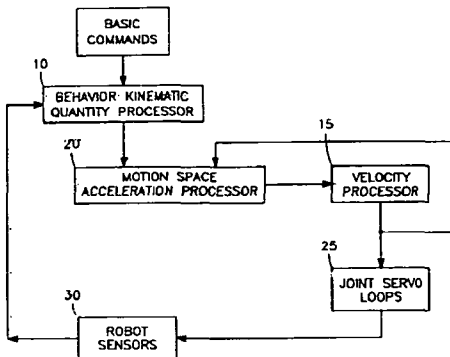 BASIC
COMMANDS
10
BEHAVIOR KINEMATIC
QUANTITY PROCESSOR
20
MOTION SPACE
ACCELERATION PROCESSOR
15
VELOCITY
PROCESSOR
25
JOINT SERVO
LOOPS
30
ROBOT
SENSORS